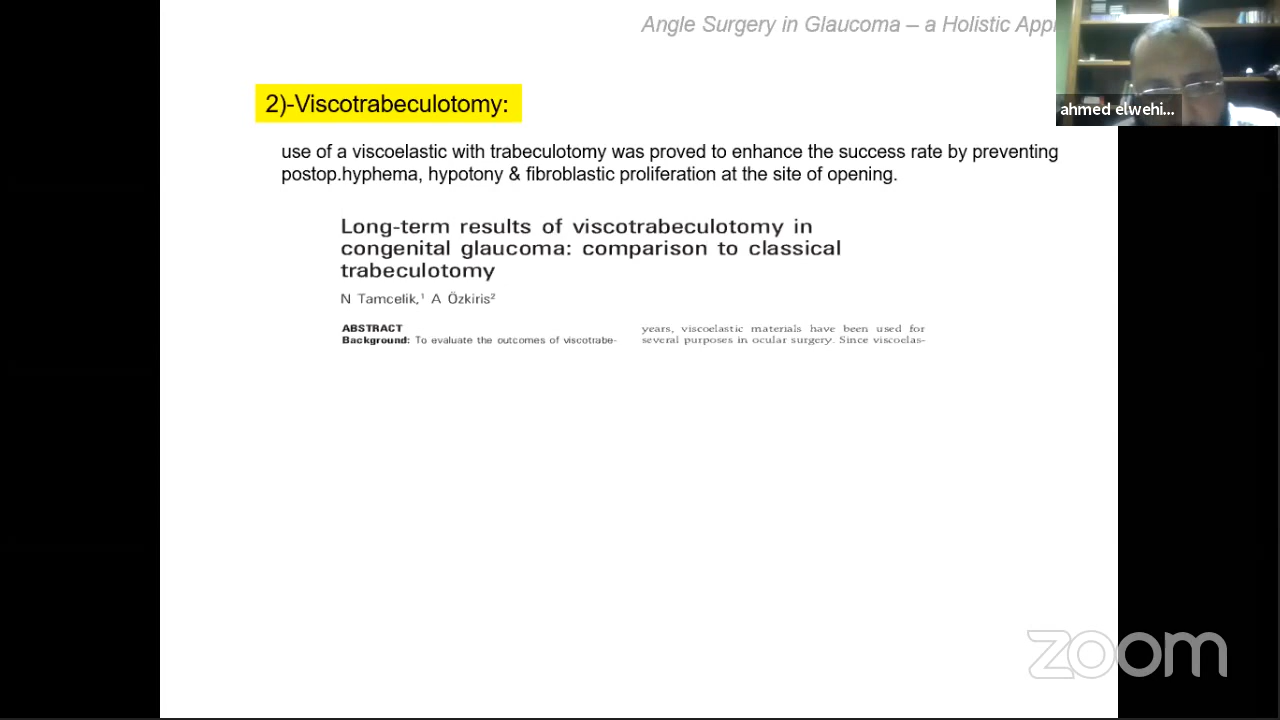 Angle Surgery in Glaucoma – a Holistic App
ahmed elwehi...
2)-Viscotrabeculotomy:
use of a viscoelastic with trabeculotomy was proved to enhance the success rate by preventing
postop.hyphema, hypotony & fibroblastic proliferation at the site of opening.
Long-term results of viscotrabeculotomy in
congenital glaucoma: comparison to classical
trabeculotomy
N Tamcelik,¹ A Özkiris²
ABSTRACT
Background: To evaluate the outcomes of viscotrabe-
years, viscoelastic materials have been used for
several purposes in ocular surgery. Since viscoelas-
zoom